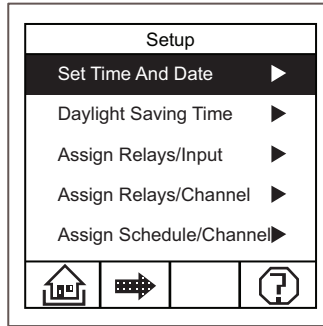 Setup
Set Time And Date
Daylight Saving Time
Assign Relays/Input
Assign Relays/Channel
Assign Schedule/Channel
?